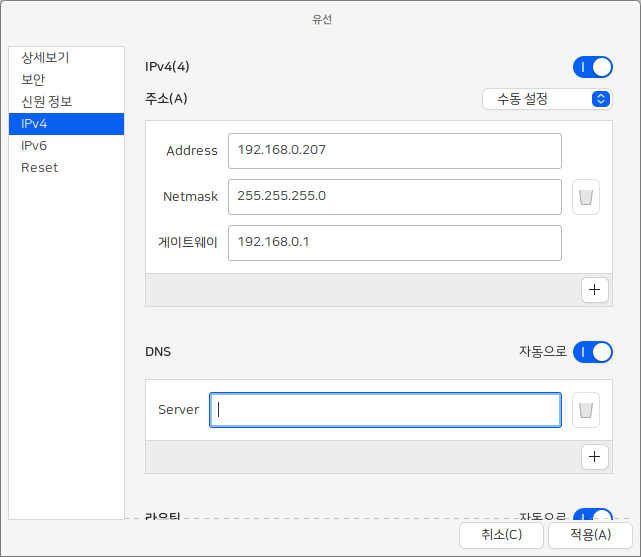 유선
상세보기
보안
신원 정보
IPv4
IPv6
Reset
IPv4(4)
주소(A)
수동 설정
Address
192.168.0.207
Netmask
255.255.255.0
게이트웨이
192.168.0.1
DNS
자동으로
Server
라우팅
자동으로
취소(C)
적용(A)